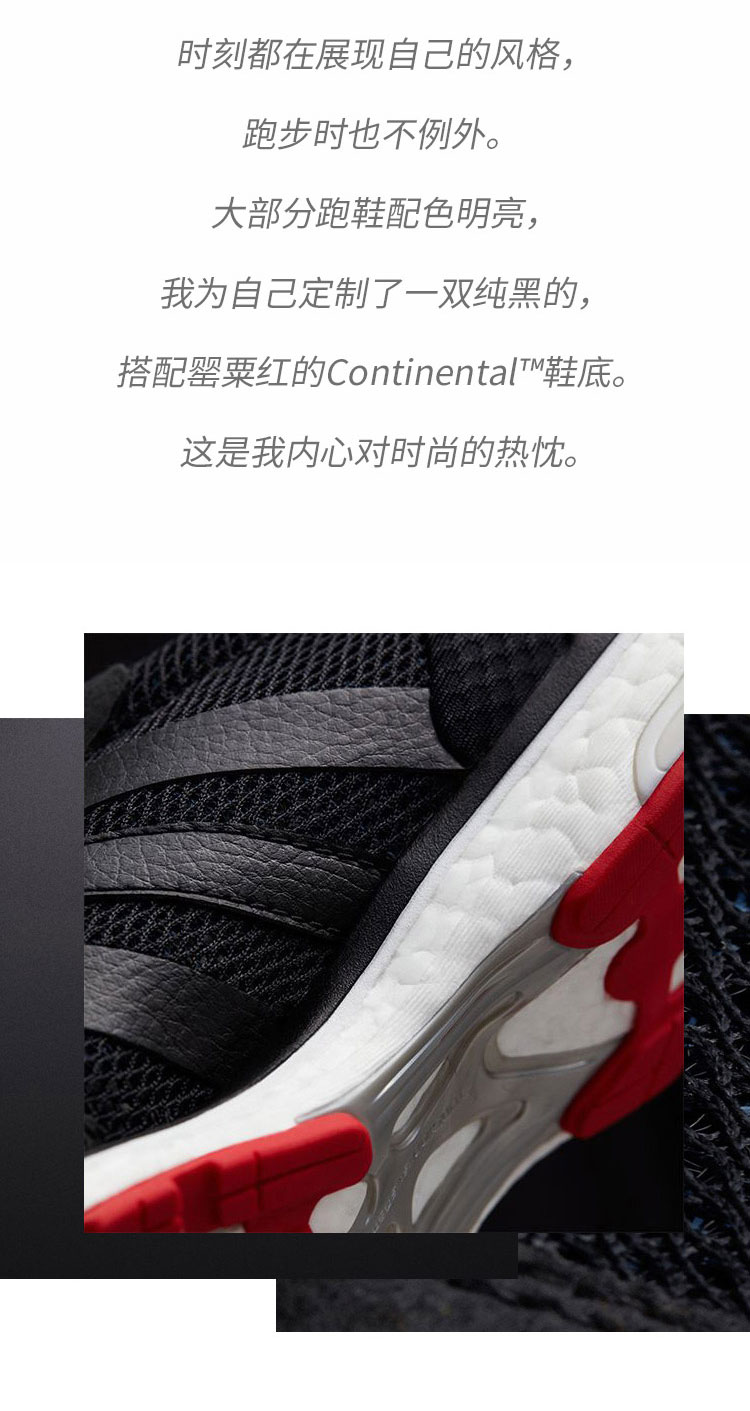 时刻都在展现自己的风格，
跑步时也不例外。
大部分跑鞋配色明亮，
我为自己定制了一双纯黑的，
搭配罂粟红的Continental™鞋底。
这是我内心对时尚的热忱。